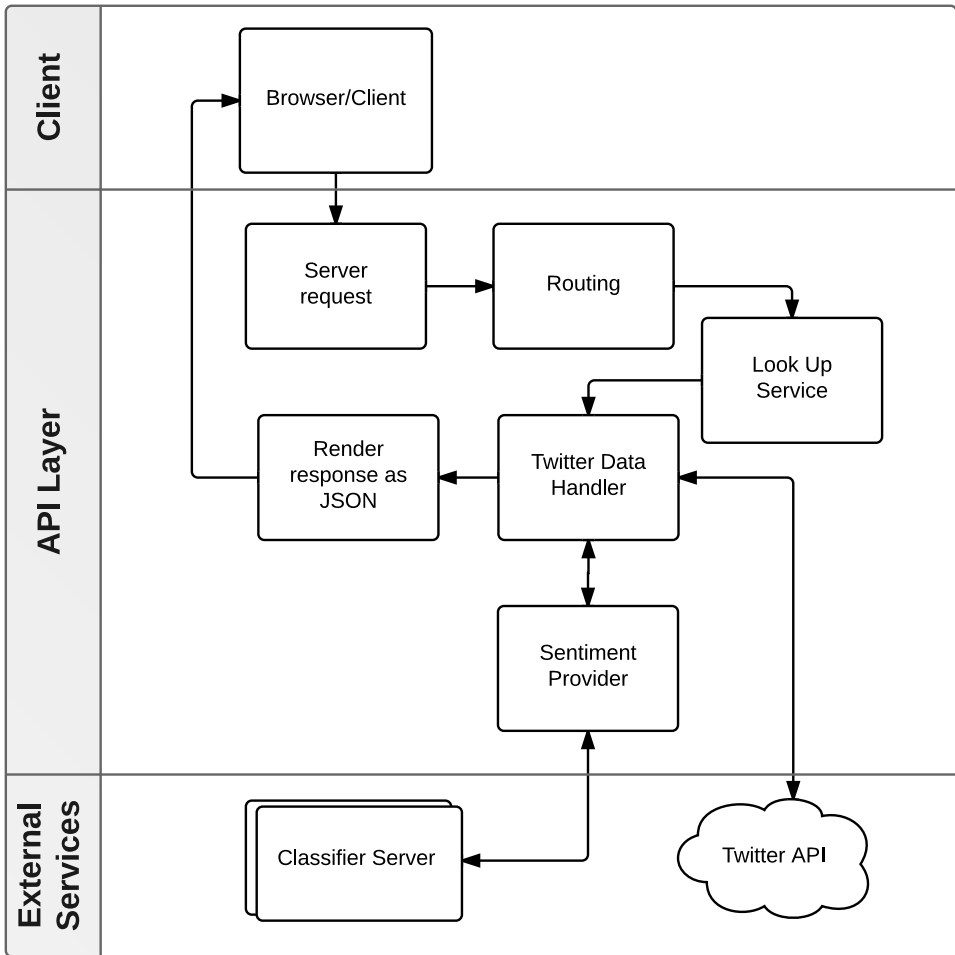 Client
Browser/Client
API Layer
Server
request
Routing
Look Up
Service
Render
response as
JSON
Twitter Data
Handler
Sentiment
Provider
External
Services
Classifier Server
Twitter API